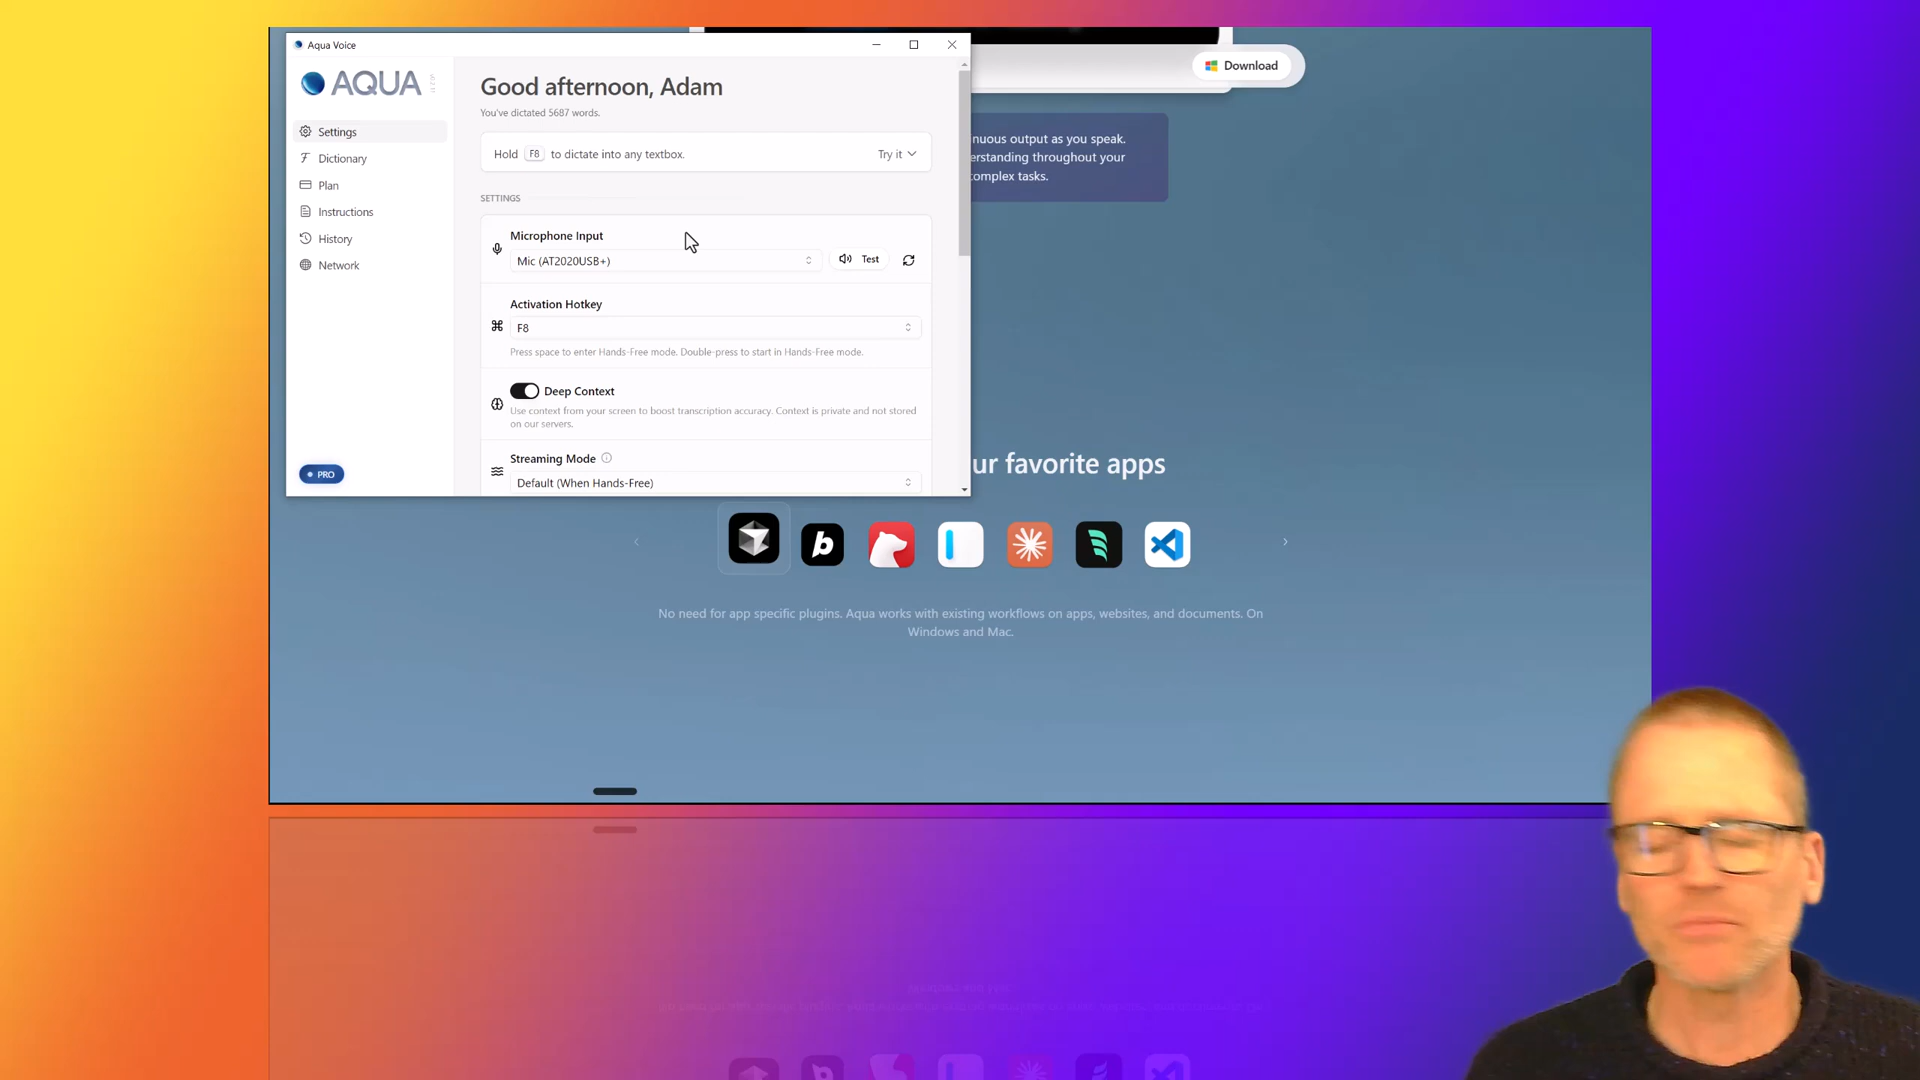 Aqua Voice
AQUA
Settings
Dictionary
Plan
Instructions
History
Network
PRO
Good afternoon, Adam
You've dictated 5687 words.
Hold F8 to dictate into any textbox.
Try it
SETTINGS
Microphone Input
Mic (AT2020USB+)
Test
Activation Hotkey
F8
Press space to enter Hands-Free mode. Double-press to start in Hands-Free mode.
Deep Context
Use context from your screen to boost transcription accuracy. Context is private and not stored
on our servers.
Streaming Mode
Default (When Hands-Free)
Download
nuous output as you speak.
erstanding throughout your
complex tasks.
ur favorite apps
No need for app specific plugins. Aqua works with existing workflows on apps, websites, and documents. On
Windows and Mac.